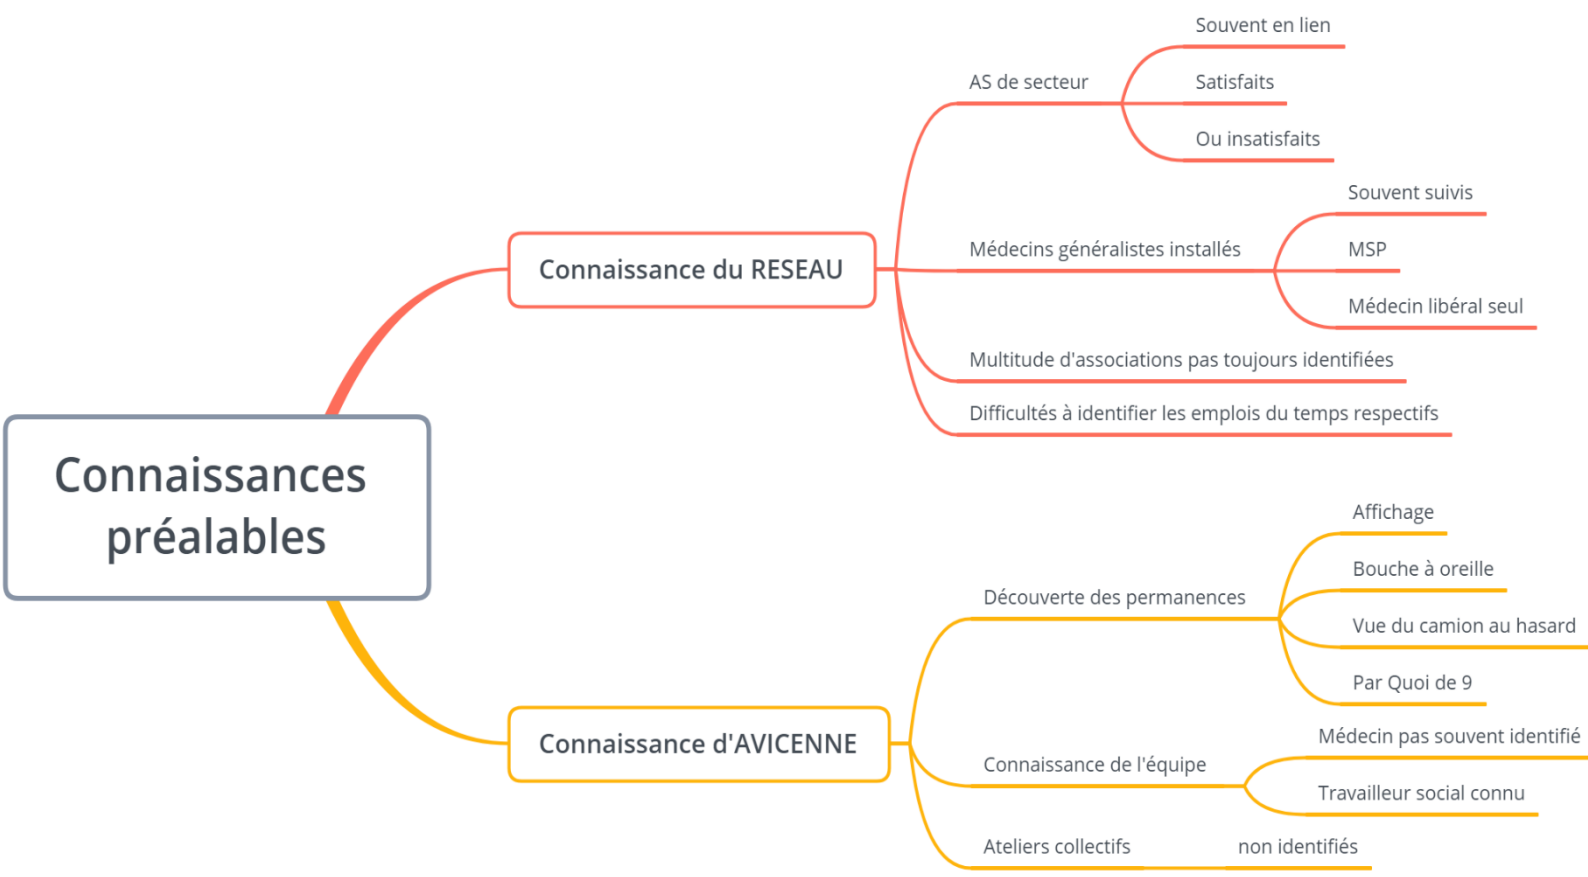 Connaissances
préalables
Connaissance du RESEAU
AS de secteur
Souvent en lien
Satisfaits
Ou insatisfaits
Médecins généralistes installés
Souvent suivis
MSP
Médecin libéral seul
Multitude d'associations pas toujours identifiées
Difficultés à identifier les emplois du temps respectifs
Connaissance d'AVICENNE
Découverte des permanences
Affichage
Bouche à oreille
Vue du camion au hasard
Par Quoi de 9
Connaissance de l'équipe
Médecin pas souvent identifié
Travailleur social connu
Ateliers collectifs
non identifiés